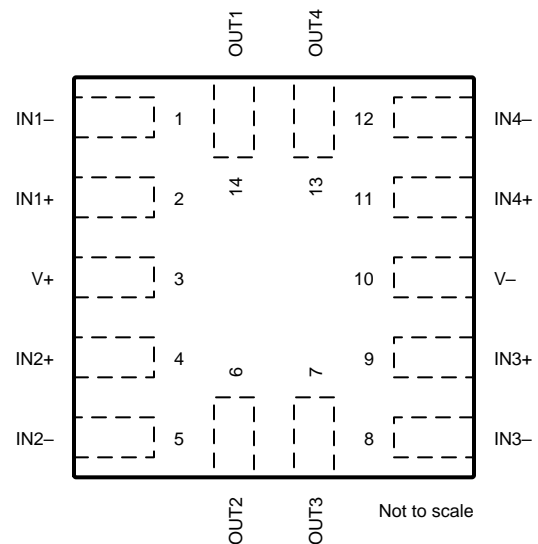 OUT1 OUT4
IN1– 1 12 IN4–
14 13
IN1+ 2 11 IN4+
V+ 3 10 V–
IN2+ 4 9 IN3+
6 7
IN2– 5 8 IN3–
OUT2 OUT3
Not to scale